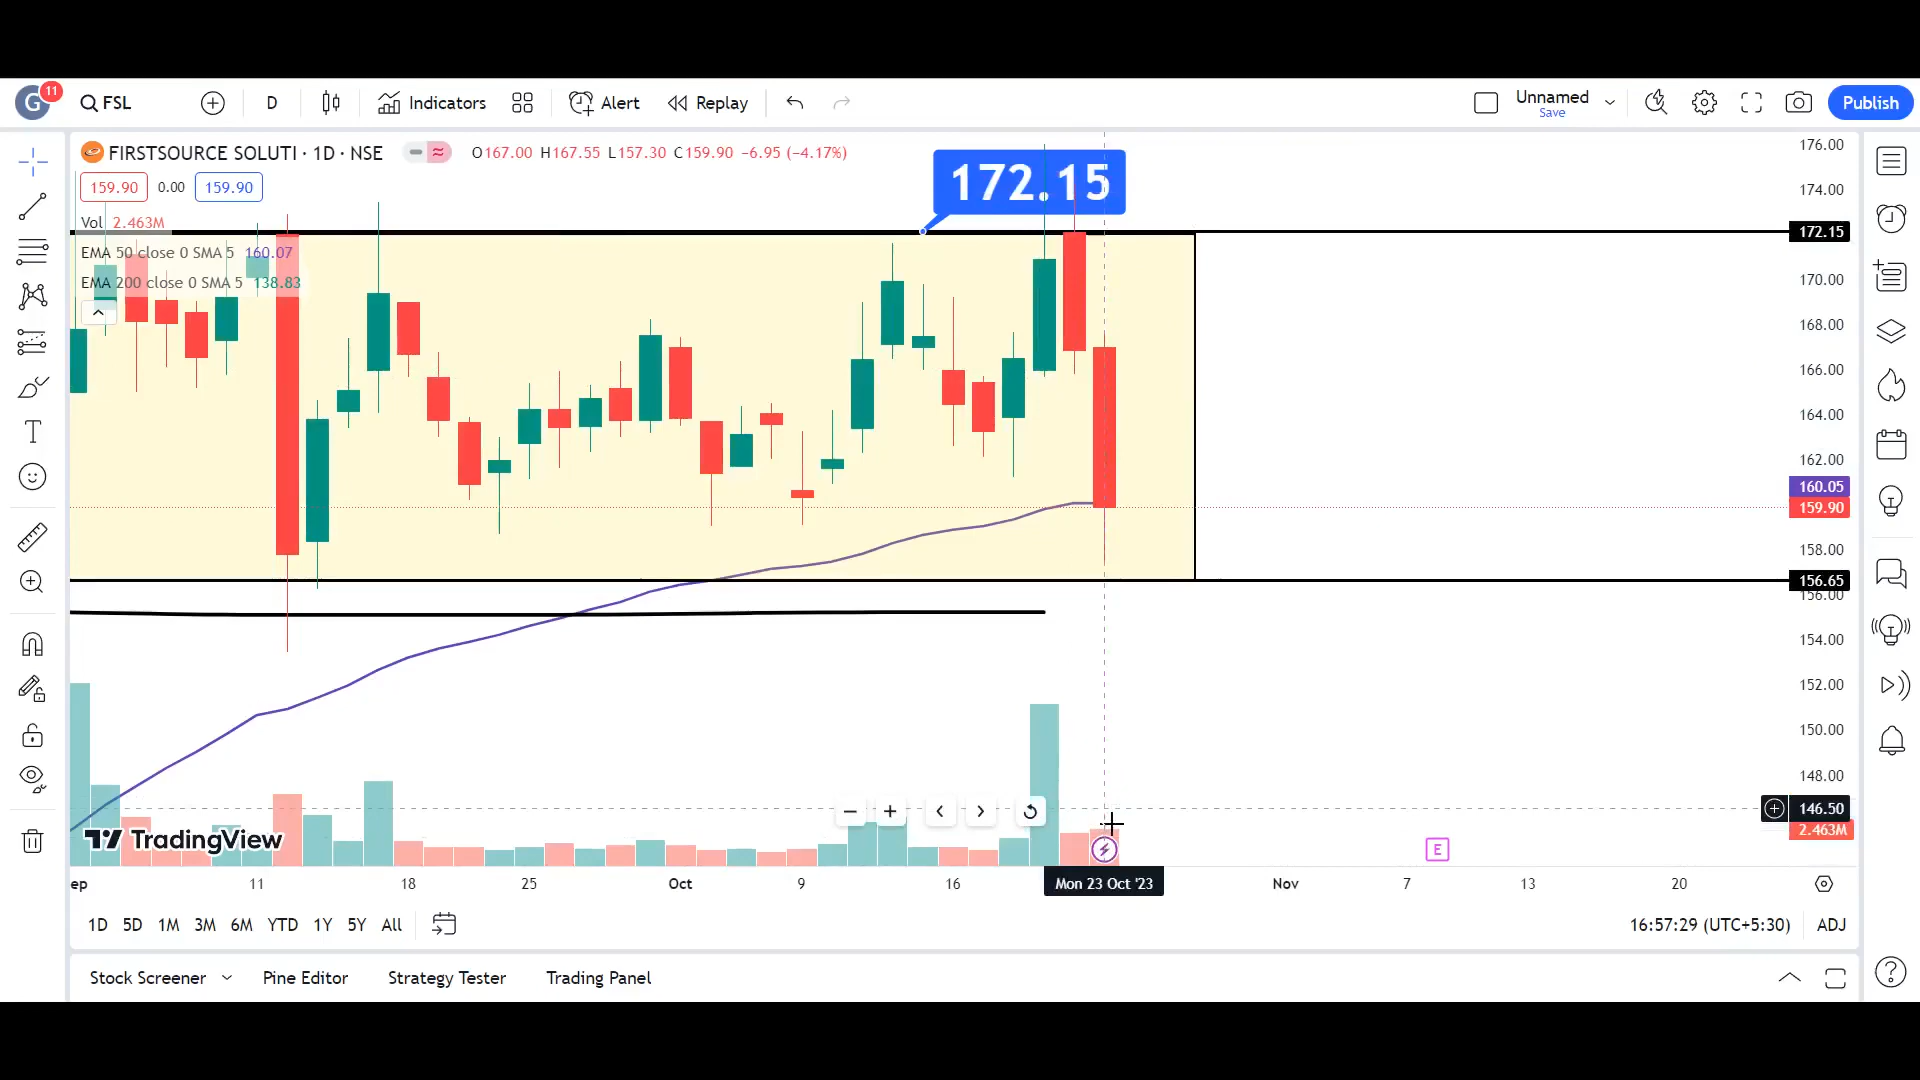 G 11 FSL D Indicators Alert Replay Unnamed Save Publish
FIRSTSOURCE SOLUTI · 1D · NSE O167.00 H167.55 L157.30 C159.90 −6.95 (−4.17%)
159.90 0.00 159.90
Vol 2.463M
EMA 50 close 0 SMA 5 160.07
EMA 200 close 0 SMA 5 138.83
172.15
176.00
174.00
172.15
170.00
168.00
166.00
164.00
162.00
160.05
159.90
158.00
156.65
156.00
154.00
152.00
150.00
148.00
146.50
2.463M
TradingView
E
ep 11 18 25 Oct 9 16 Mon 23 Oct '23 Nov 7 13 20
1D 5D 1M 3M 6M YTD 1Y 5Y All 16:57:29 (UTC+5:30) ADJ
Stock Screener Pine Editor Strategy Tester Trading Panel